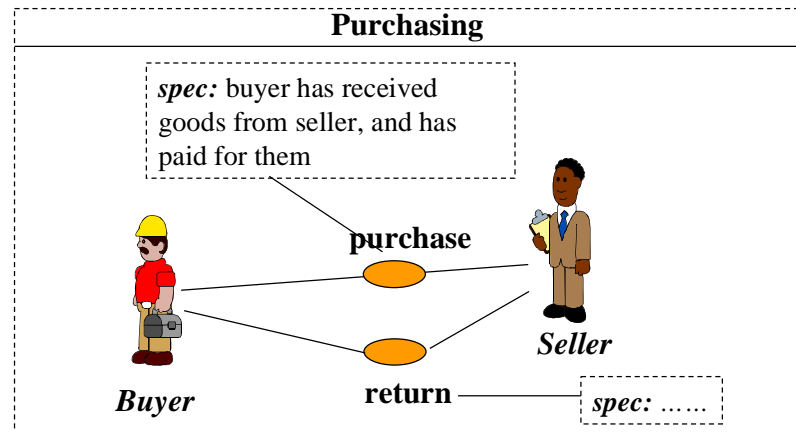 Purchasing
spec: buyer has received
goods from seller, and has
paid for them
purchase
Seller
return
Buyer
spec: ……